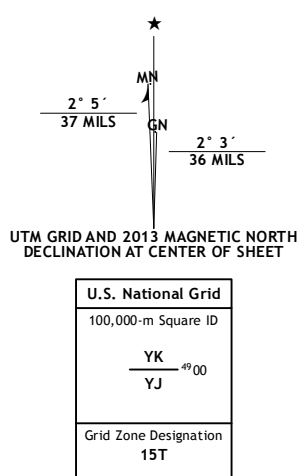 ★
MN
GN
2° 5´
37 MILS
2° 3´
36 MILS
UTM GRID AND 2013 MAGNETIC NORTH
DECLINATION AT CENTER OF SHEET
U.S. National Grid
100,000-m Square ID
YK
4900
YJ
Grid Zone Designation
15T